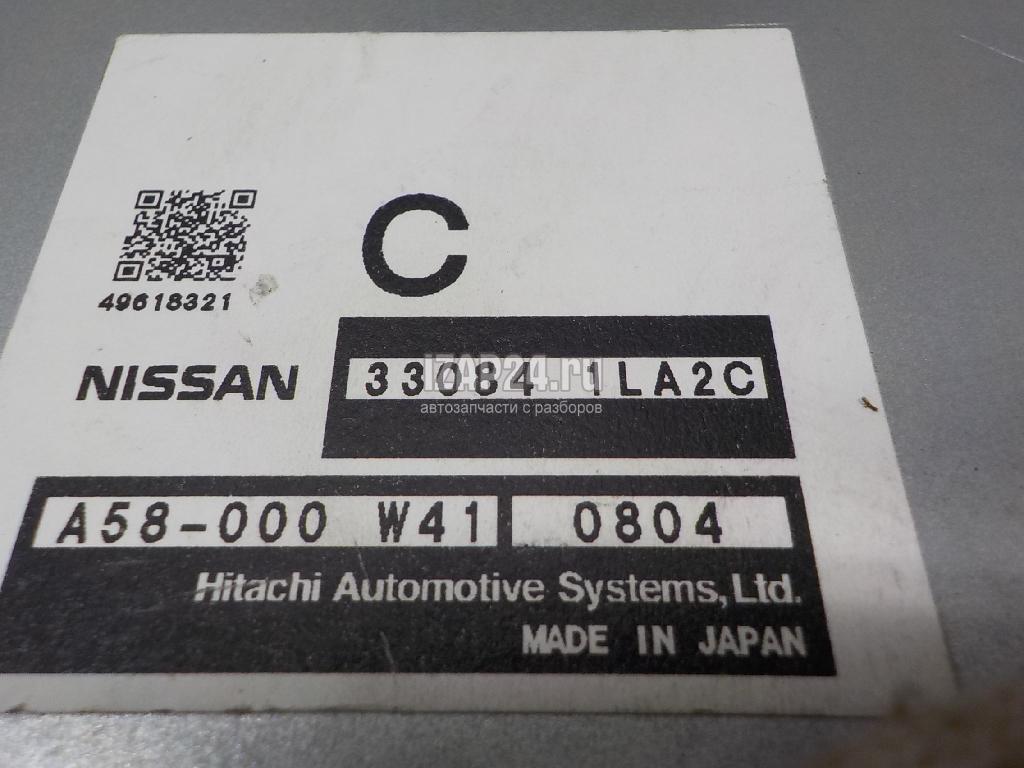 C
49618321
NISSAN
33084 1LA2C
IZAP24.ru
автозапчасти с разборов
A58-000 W41 0804
Hitachi Automotive Systems, Ltd.
MADE IN JAPAN